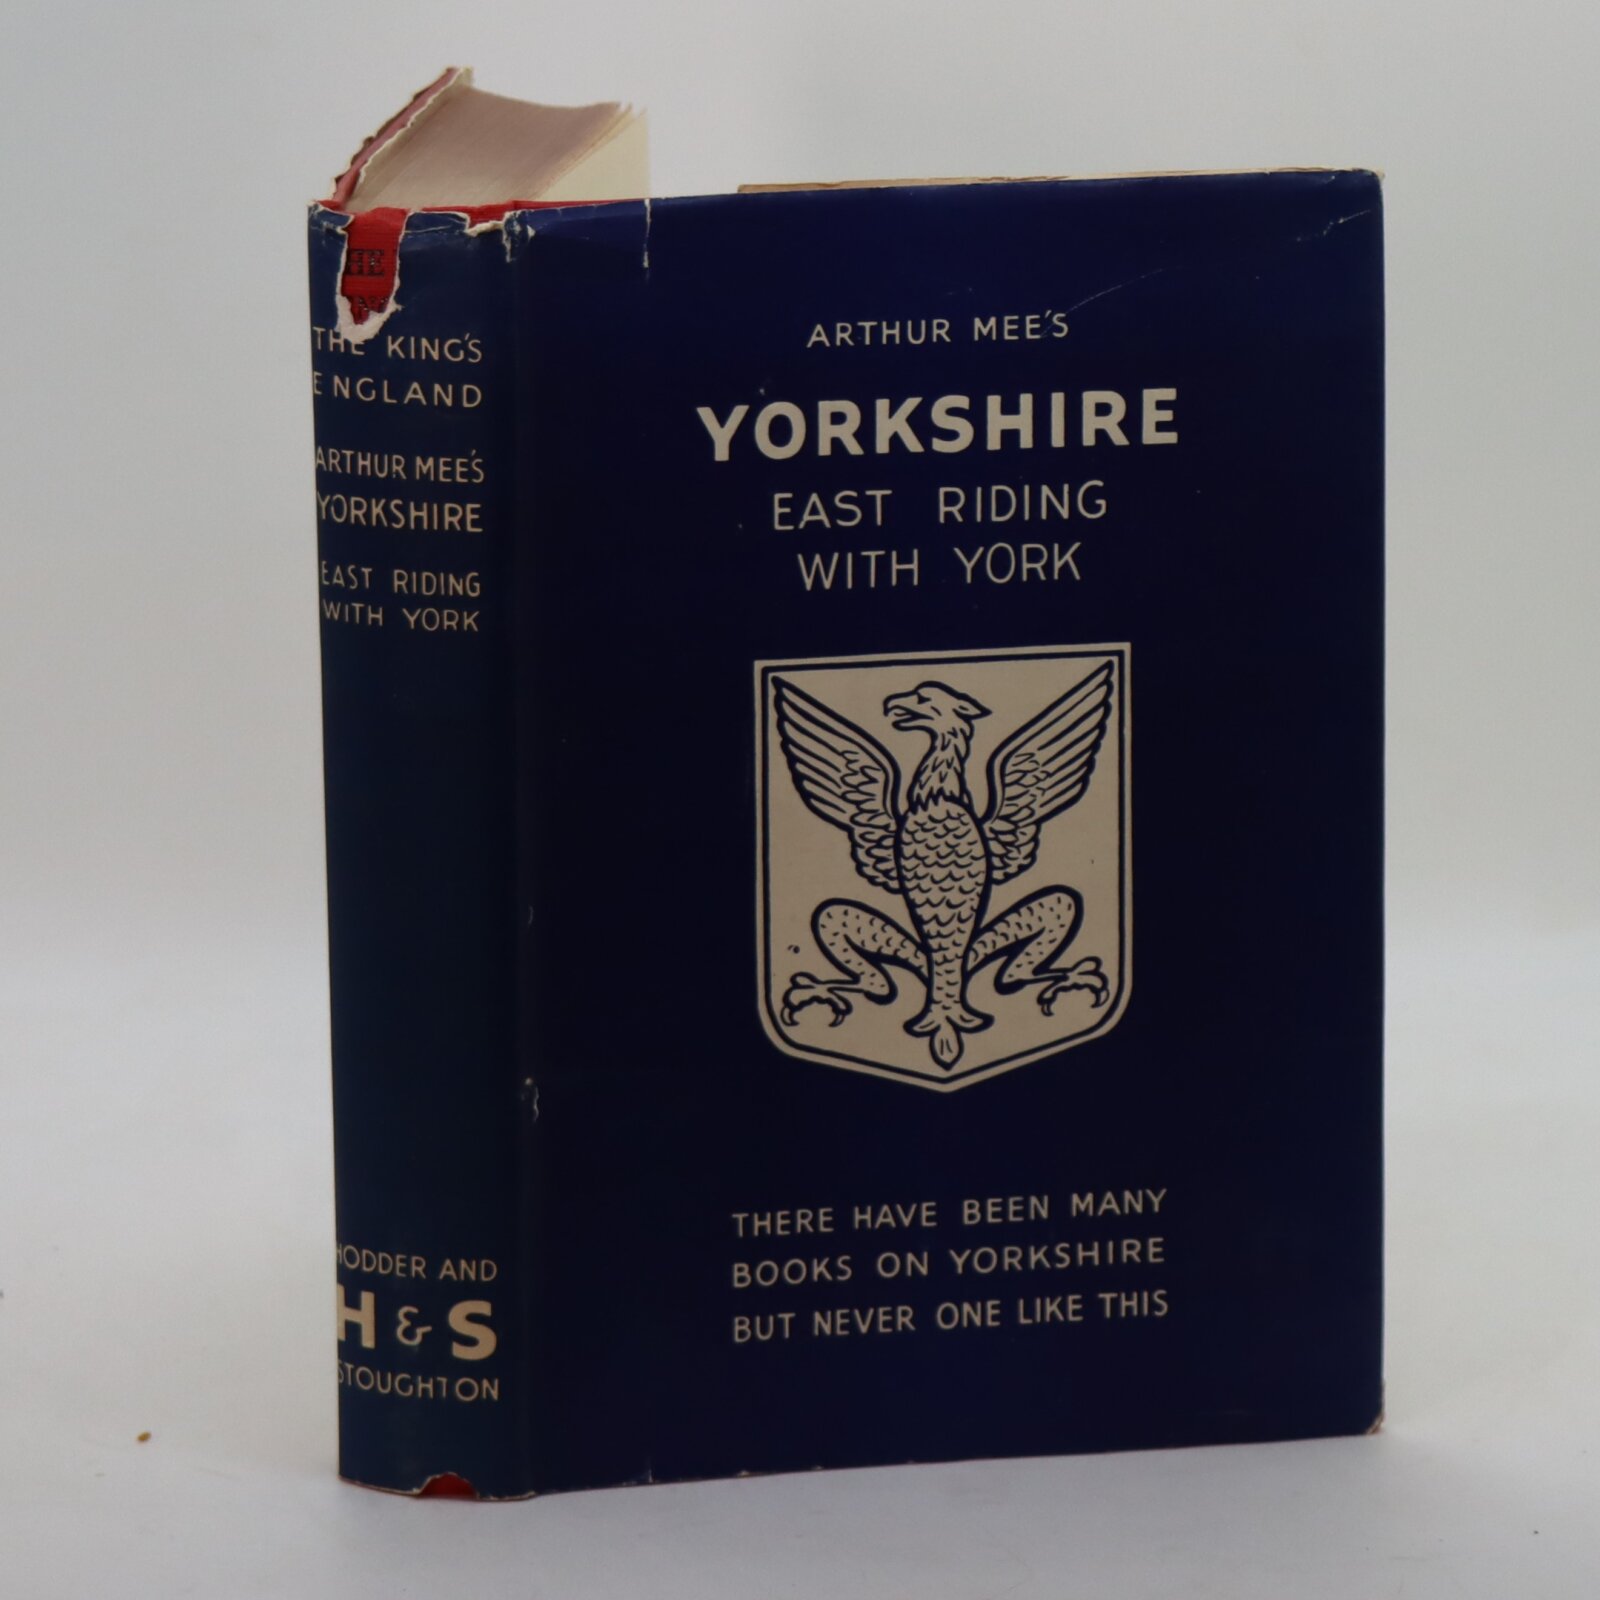 THE KING'S
ENGLAND
ARTHUR MEE'S
YORKSHIRE
EAST RIDING
WITH YORK
HODDER AND
H & S
STOUGHTON
ARTHUR MEE'S
YORKSHIRE
EAST RIDING
WITH YORK
THERE HAVE BEEN MANY
BOOKS ON YORKSHIRE
BUT NEVER ONE LIKE THIS